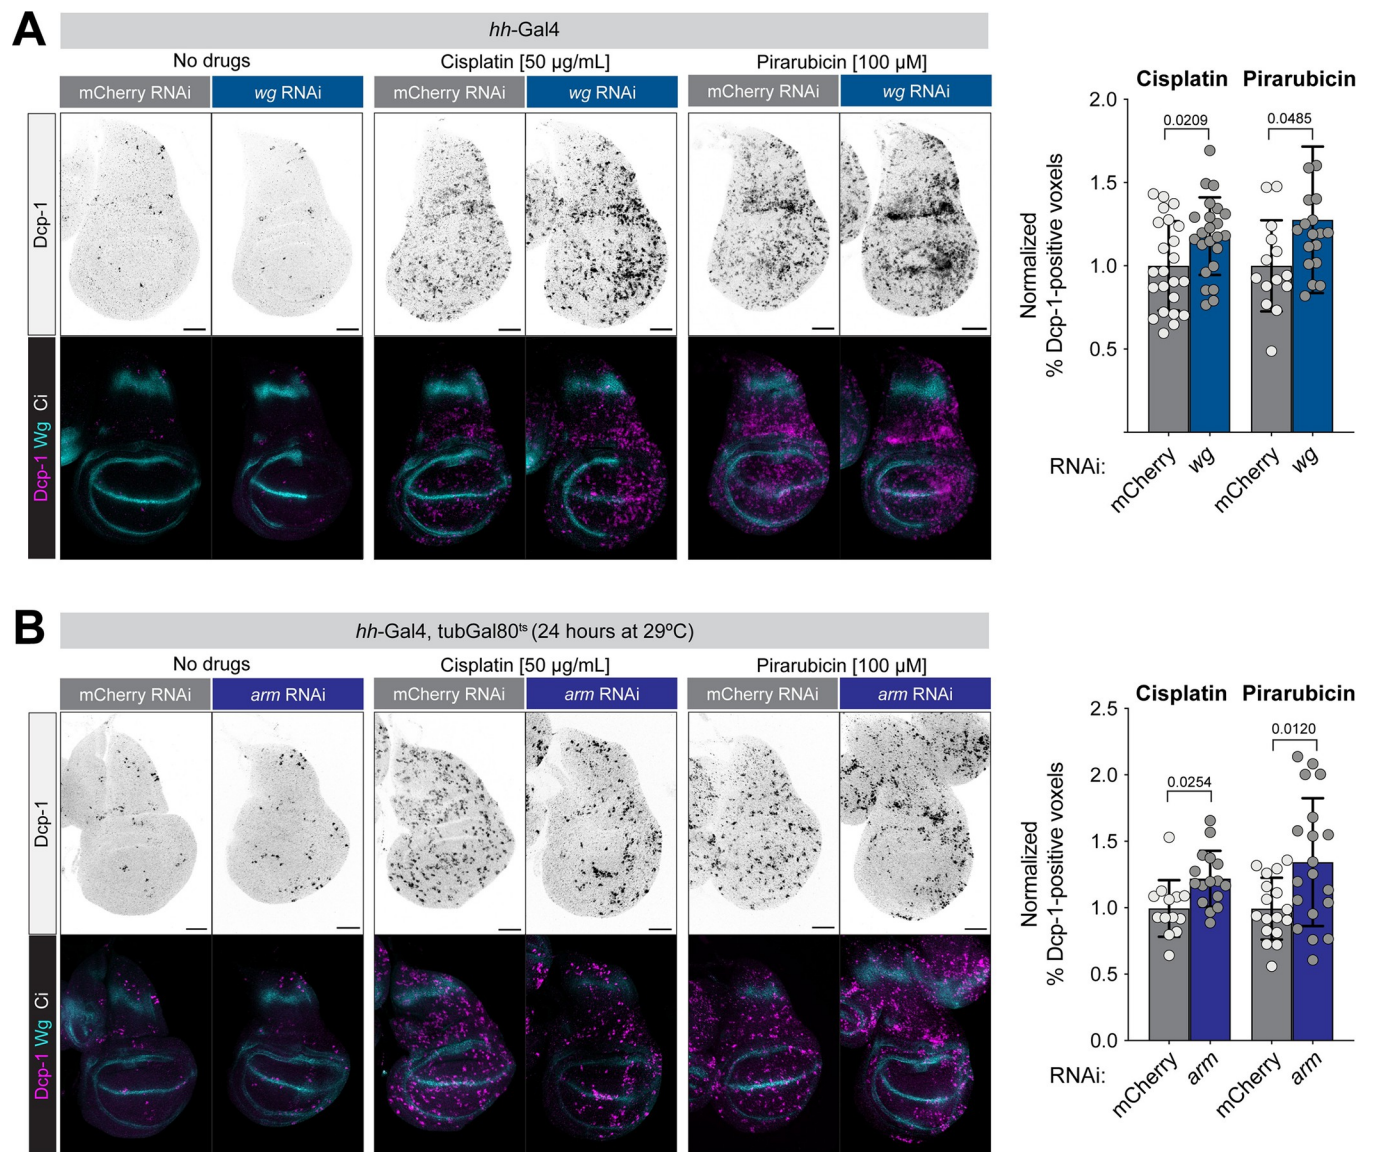 A
hh-Gal4
No drugs
Cisplatin [50 µg/mL]
Pirarubicin [100 µM]
mCherry RNAi
wg RNAi
mCherry RNAi
wg RNAi
mCherry RNAi
wg RNAi
Dcp-1
Dcp-1 Wg Ci
Cisplatin Pirarubicin
0.0209
0.0485
2.0
1.5
1.0
0.5
Normalized
% Dcp-1-positive voxels
RNAi:
mCherry
wg
mCherry
wg
B
hh-Gal4, tubGal80ts (24 hours at 29ºC)
No drugs
Cisplatin [50 µg/mL]
Pirarubicin [100 µM]
mCherry RNAi
arm RNAi
mCherry RNAi
arm RNAi
mCherry RNAi
arm RNAi
Dcp-1
Dcp-1 Wg Ci
Cisplatin Pirarubicin
0.0254
0.0120
2.5
2.0
1.5
1.0
0.5
0.0
Normalized
% Dcp-1-positive voxels
RNAi:
mCherry
arm
mCherry
arm